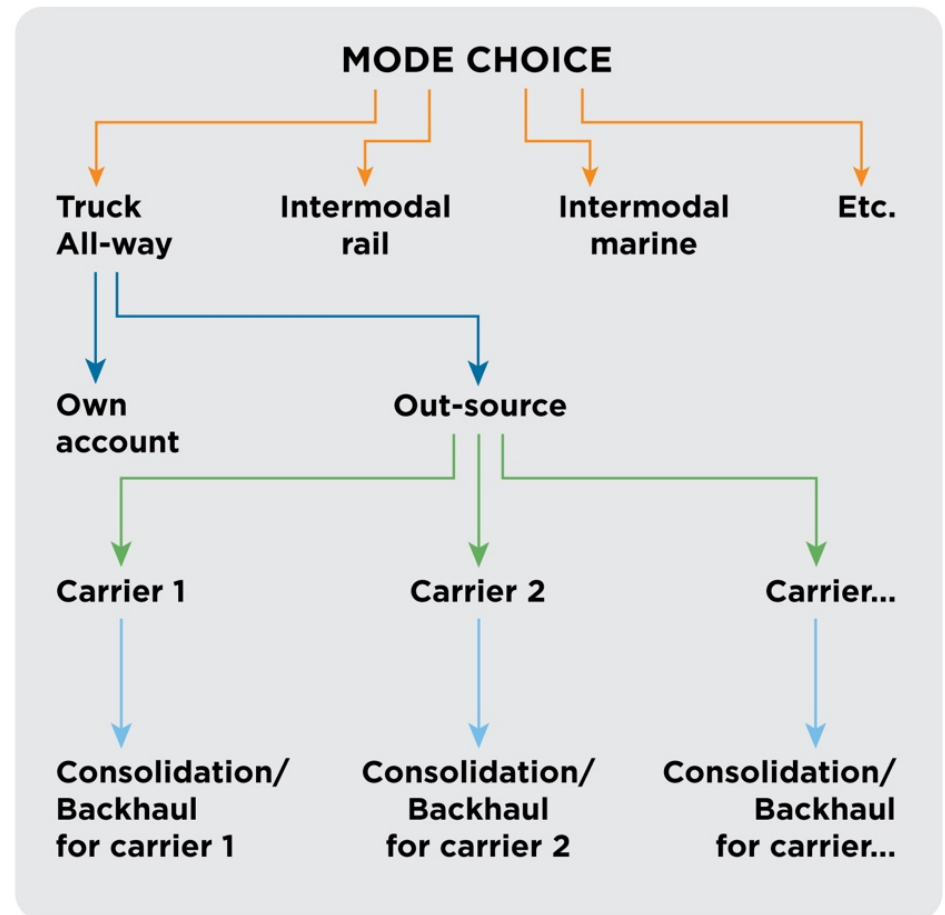 MODE CHOICE
Truck
All-way
Intermodal
rail
Intermodal
marine
Etc.
Own
account
Out-source
Carrier 1
Carrier 2
Carrier...
Consolidation/
Backhaul
for carrier 1
Consolidation/
Backhaul
for carrier 2
Consolidation/
Backhaul
for carrier...